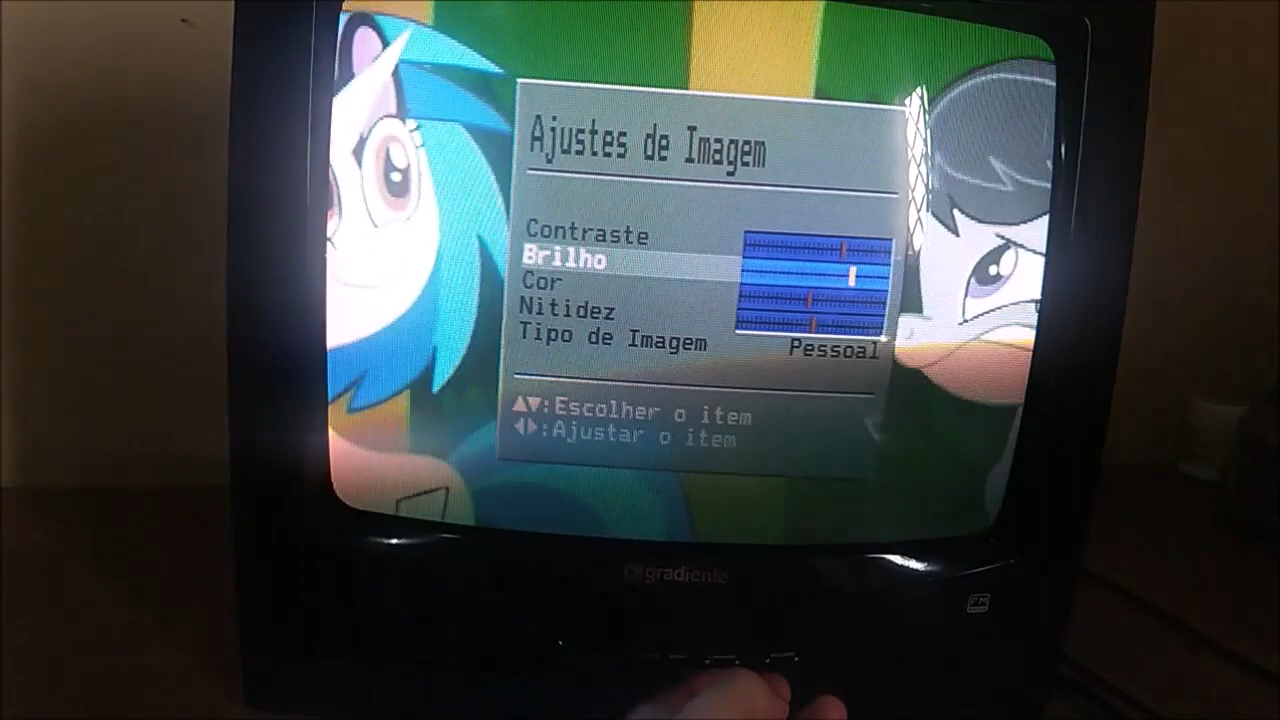 Ajustes de Imagem
Contraste
Brilho
Cor
Nitidez
Tipo de Imagem Pessoal
▲▼:Escolher o item
◀▶:Ajustar o item
gradiente
FM